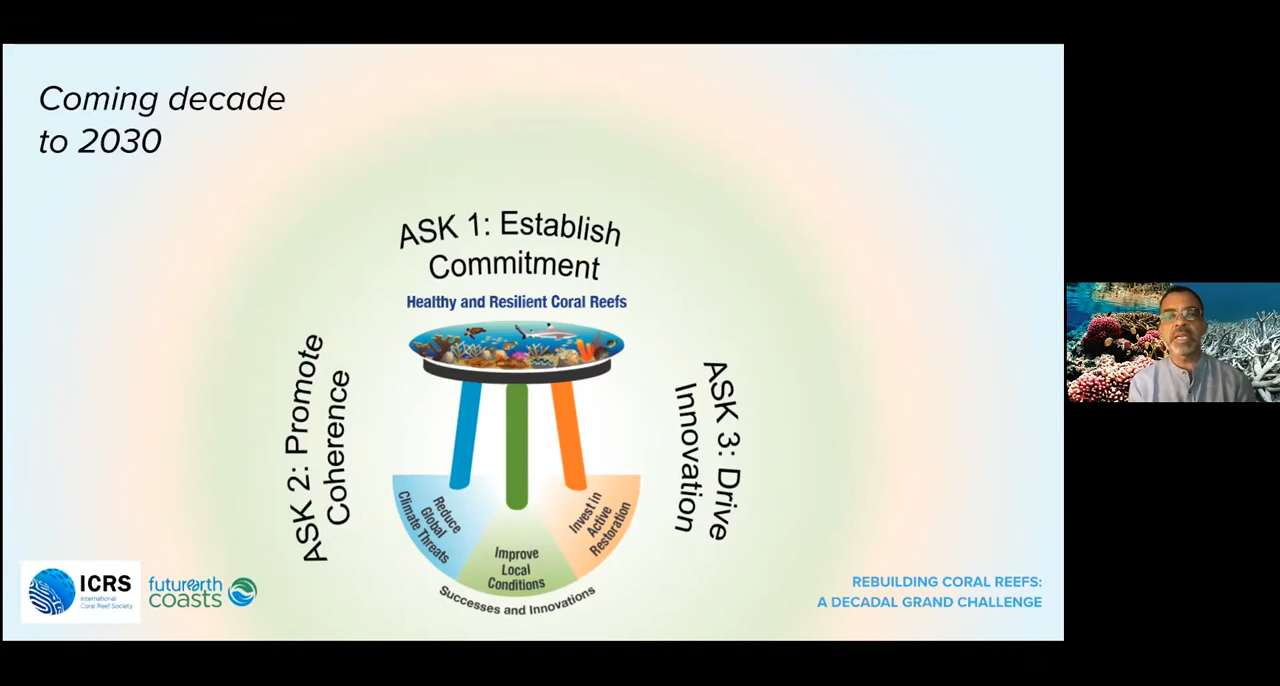 Coming decade
to 2030
ASK 1: Establish
Commitment
Healthy and Resilient Coral Reefs
ASK 2: Promote
Coherence
ASK 3: Drive
Innovation
Reduce
Global
Climate Threats
Improve
Local
Conditions
Invest in
Active
Restoration
Successes and Innovations
ICRS
International
Coral Reef Society
futurearth
coasts
REBUILDING CORAL REEFS:
A DECADAL GRAND CHALLENGE